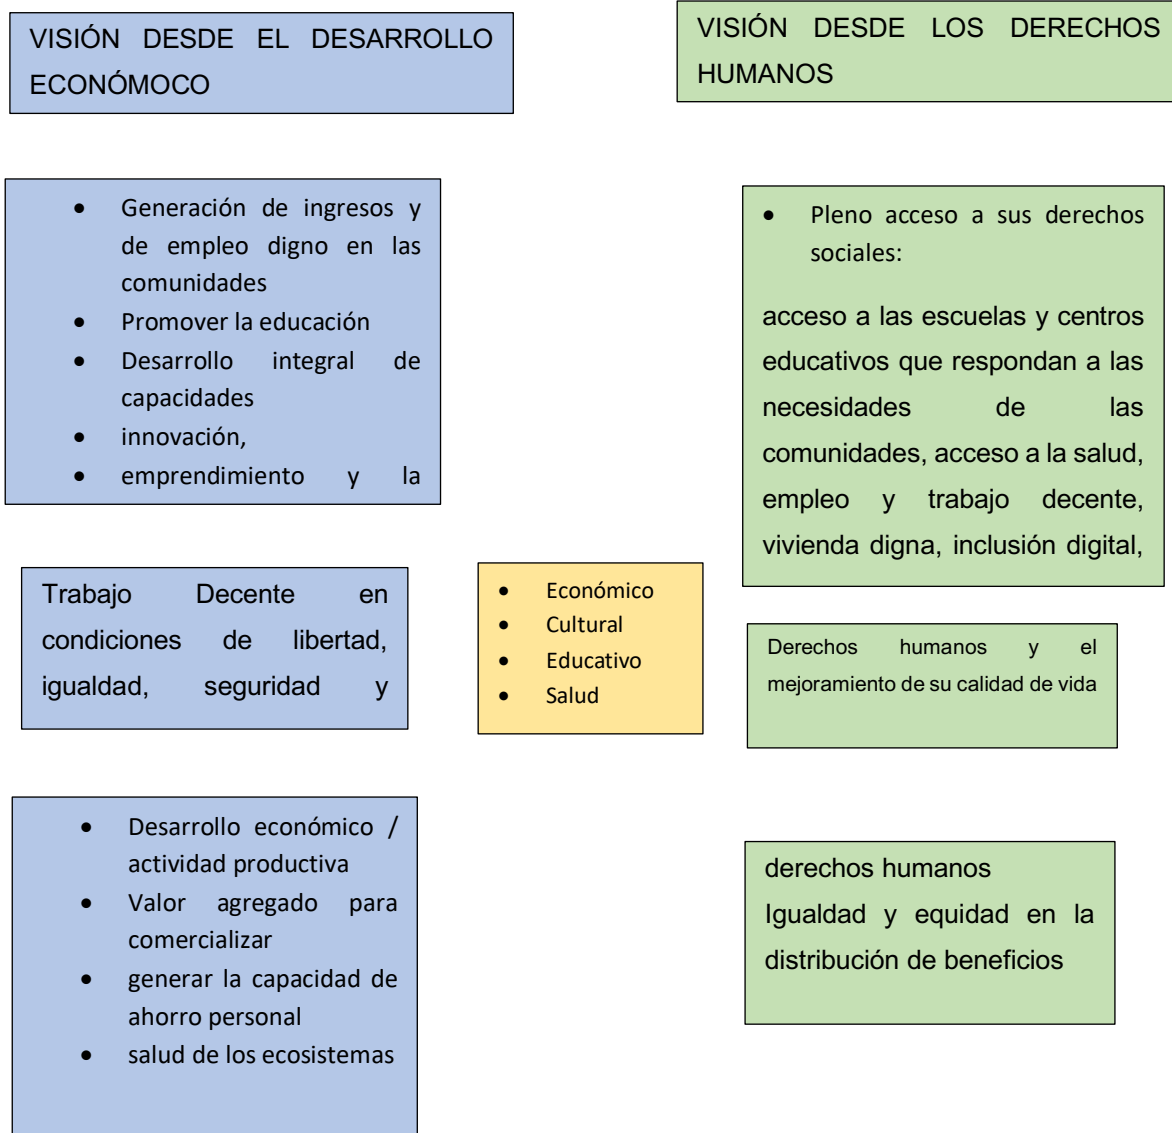 VISIÓN DESDE EL DESARROLLO
ECONÓMOCO
VISIÓN DESDE LOS DERECHOS
HUMANOS
• Generación de ingresos y
de empleo digno en las
comunidades
• Promover la educación
• Desarrollo integral de
capacidades
• innovación,
• emprendimiento y la
• Pleno acceso a sus derechos
sociales:
acceso a las escuelas y centros
educativos que respondan a las
necesidades de las
comunidades, acceso a la salud,
empleo y trabajo decente,
vivienda digna, inclusión digital,
Trabajo Decente en
condiciones de libertad,
igualdad, seguridad y
• Económico
• Cultural
• Educativo
• Salud
Derechos humanos y el
mejoramiento de su calidad de vida
• Desarrollo económico /
actividad productiva
• Valor agregado para
comercializar
• generar la capacidad de
ahorro personal
• salud de los ecosistemas
derechos humanos
Igualdad y equidad en la
distribución de beneficios